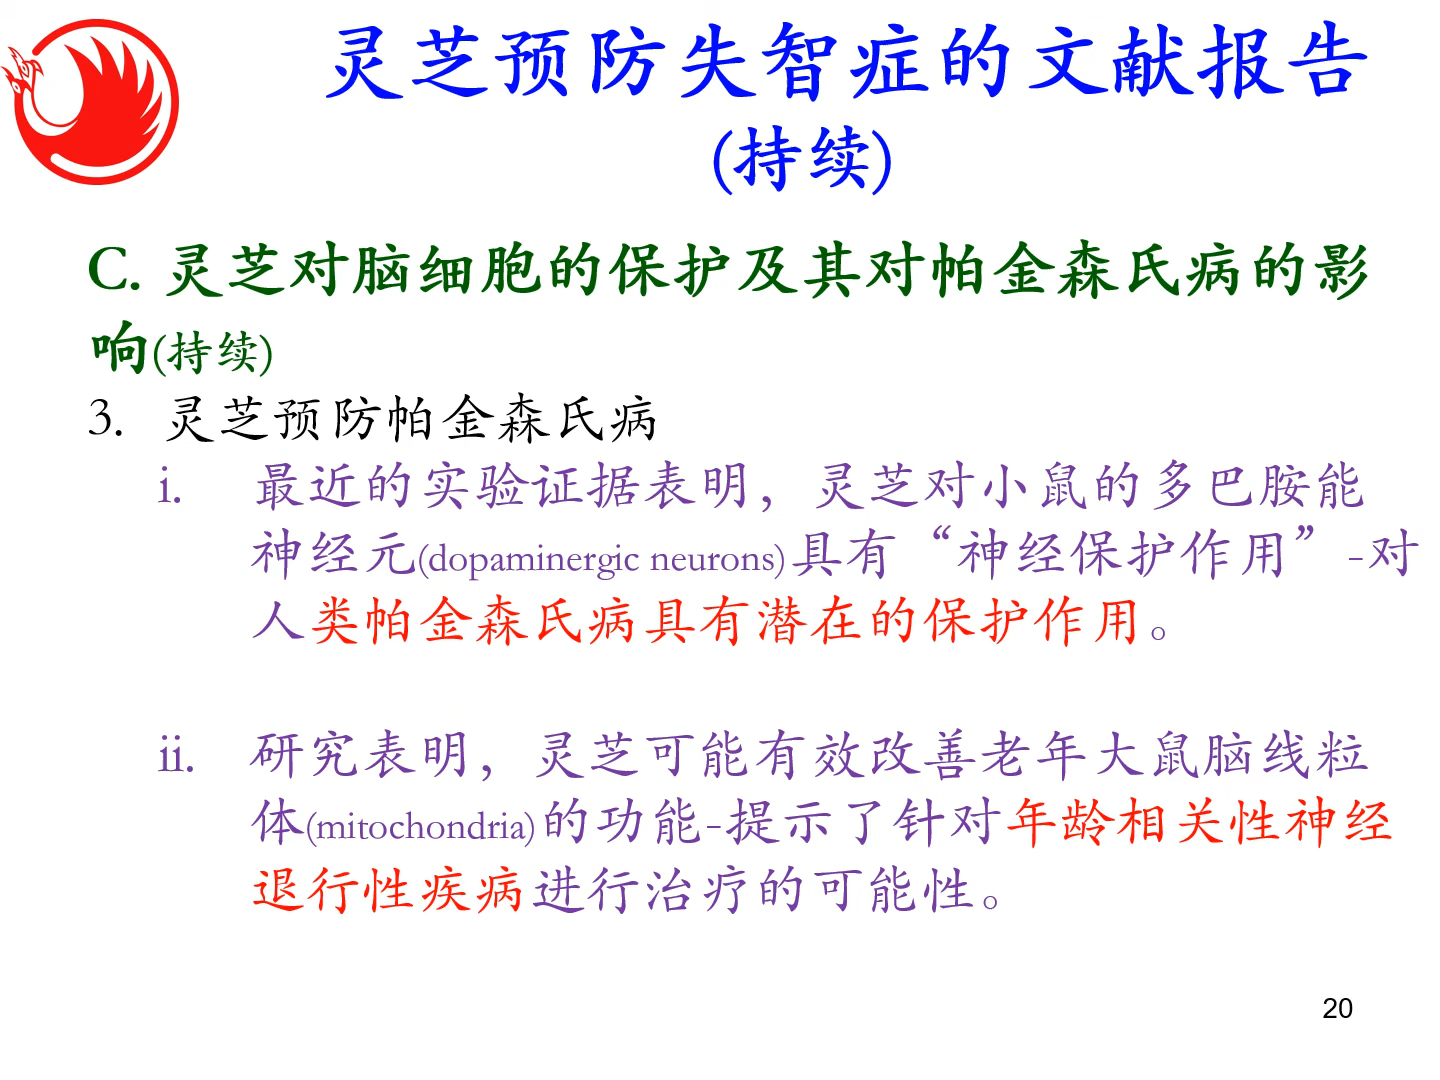 灵芝预防失智症的文献报告
(持续)
C. 灵芝对脑细胞的保护及其对帕金森氏病的影
响(持续)
3. 灵芝预防帕金森氏病
i. 最近的实验证据表明，灵芝对小鼠的多巴胺能
神经元(dopaminergic neurons)具有“神经保护作用”-对
人类帕金森氏病具有潜在的保护作用。
ii. 研究表明，灵芝可能有效改善老年大鼠脑线粒
体(mitochondria)的功能-提示了针对年龄相关性神经
退行性疾病进行治疗的可能性。
20